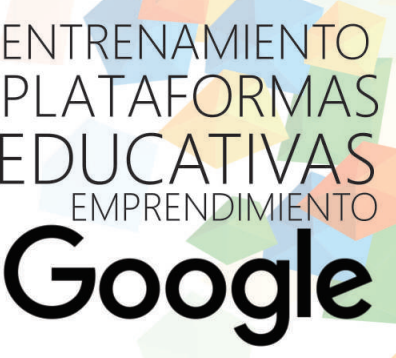 ENTRENAMIENTO
PLATAFORMAS
EDUCATIVAS
EMPRENDIMIENTO
Google